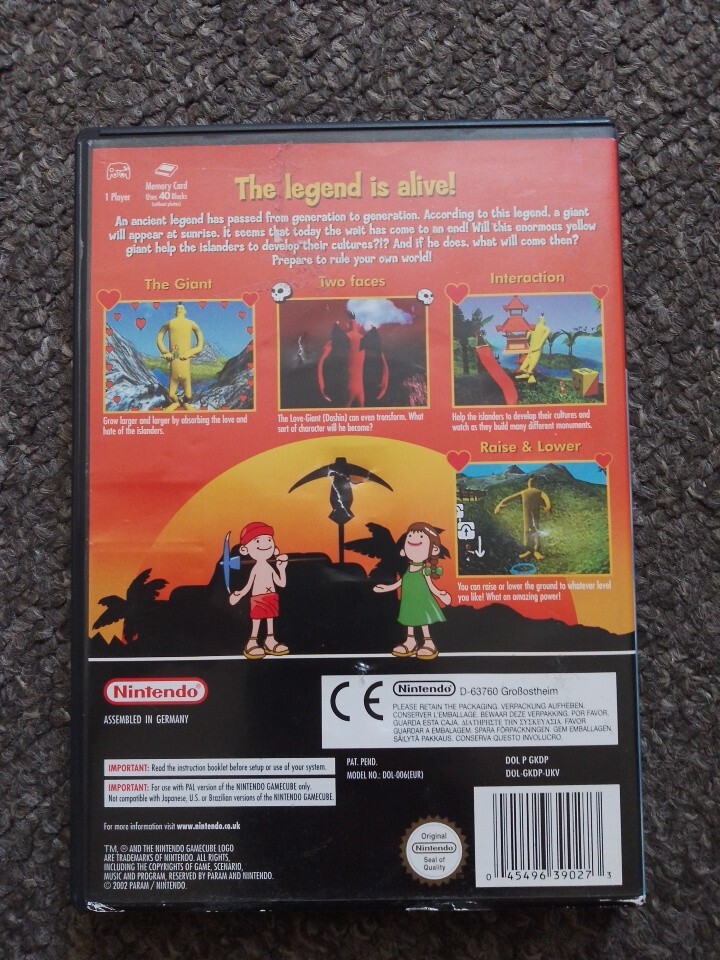 The legend is alive!
1 Player
Memory Card
Uses 40 Blocks
(without photos)
An ancient legend has passed from generation to generation. According to this legend, a giant
will appear at sunrise. It seems that today the wait has come to an end! Will this enormous yellow
giant help the islanders to develop their cultures?!? And if he does, what will come then?
Prepare to rule your own world!
The Giant
Grow larger and larger by absorbing the love and
hate of the islanders.
Two faces
The Love-Giant (Doshin) can even transform. What
sort of character will he become?
Interaction
Help the islanders to develop their cultures and
watch as they build many different monuments.
Raise & Lower
You can raise or lower the ground to whatever level
you like! What an amazing power!
Nintendo®
ASSEMBLED IN GERMANY
CE
Nintendo® D-63760 Großostheim
PLEASE RETAIN THE PACKAGING. VERPACKUNG AUFHEBEN.
CONSERVER L'EMBALLAGE. BEWAAR DEZE VERPAKKING. POR FAVOR,
GUARDA ESTA CAJA. ΔΙΑΤΗΡΗΣΤΕ ΤΗΝ ΣΥΣΚΕΥΑΣΙΑ. FAVOR
GUARDAR A EMBALAGEM. SPARA FÖRPACKNINGEN. GEM EMBALLAGEN.
SÄILYTÄ PAKKAUS. CONSERVA QUESTO INVOLUCRO.
IMPORTANT: Read the instruction booklet before setup or use of your system.
IMPORTANT: For use with PAL version of the NINTENDO GAMECUBE only.
Not compatible with Japanese, U.S. or Brazilian versions of the NINTENDO GAMECUBE.
PAT. PEND.
MODEL NO.: DOL-006(EUR)
DOL P GKDP
DOL-GKDP-UKV
For more information visit www.nintendo.co.uk
TM, ® AND THE NINTENDO GAMECUBE LOGO
ARE TRADEMARKS OF NINTENDO. ALL RIGHTS,
INCLUDING THE COPYRIGHTS OF GAME, SCENARIO,
MUSIC AND PROGRAM, RESERVED BY PARAM AND NINTENDO.
© 2002 PARAM / NINTENDO.
Original
Nintendo
Seal of
Quality
0 45496 39027 3